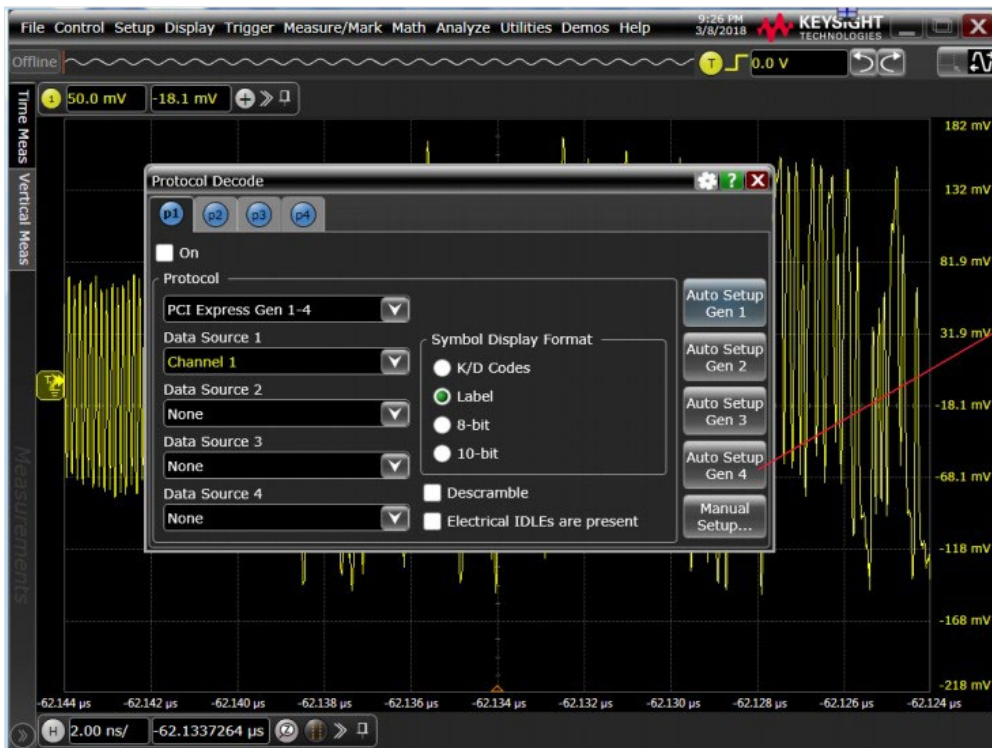 File Control Setup Display Trigger Measure/Mark Math Analyze Utilities Demos Help
9:26 PM
3/8/2018
KEYSIGHT
TECHNOLOGIES
Offline
T
0.0 V
Time Meas
Vertical Meas
Measurements
1
50.0 mV
-18.1 mV
182 mV
132 mV
81.9 mV
31.9 mV
-18.1 mV
-68.1 mV
-118 mV
-168 mV
-218 mV
Protocol Decode
?
p1
p2
p3
p4
On
Protocol
PCI Express Gen 1-4
Data Source 1
Channel 1
Data Source 2
None
Data Source 3
None
Data Source 4
None
Symbol Display Format
K/D Codes
Label
8-bit
10-bit
Descramble
Electrical IDLEs are present
Auto Setup
Gen 1
Auto Setup
Gen 2
Auto Setup
Gen 3
Auto Setup
Gen 4
Manual
Setup...
-62.144 µs
-62.142 µs
-62.140 µs
-62.138 µs
-62.136 µs
-62.134 µs
-62.132 µs
-62.130 µs
-62.128 µs
-62.126 µs
-62.124 µs
H
2.00 ns/
-62.1337264 µs